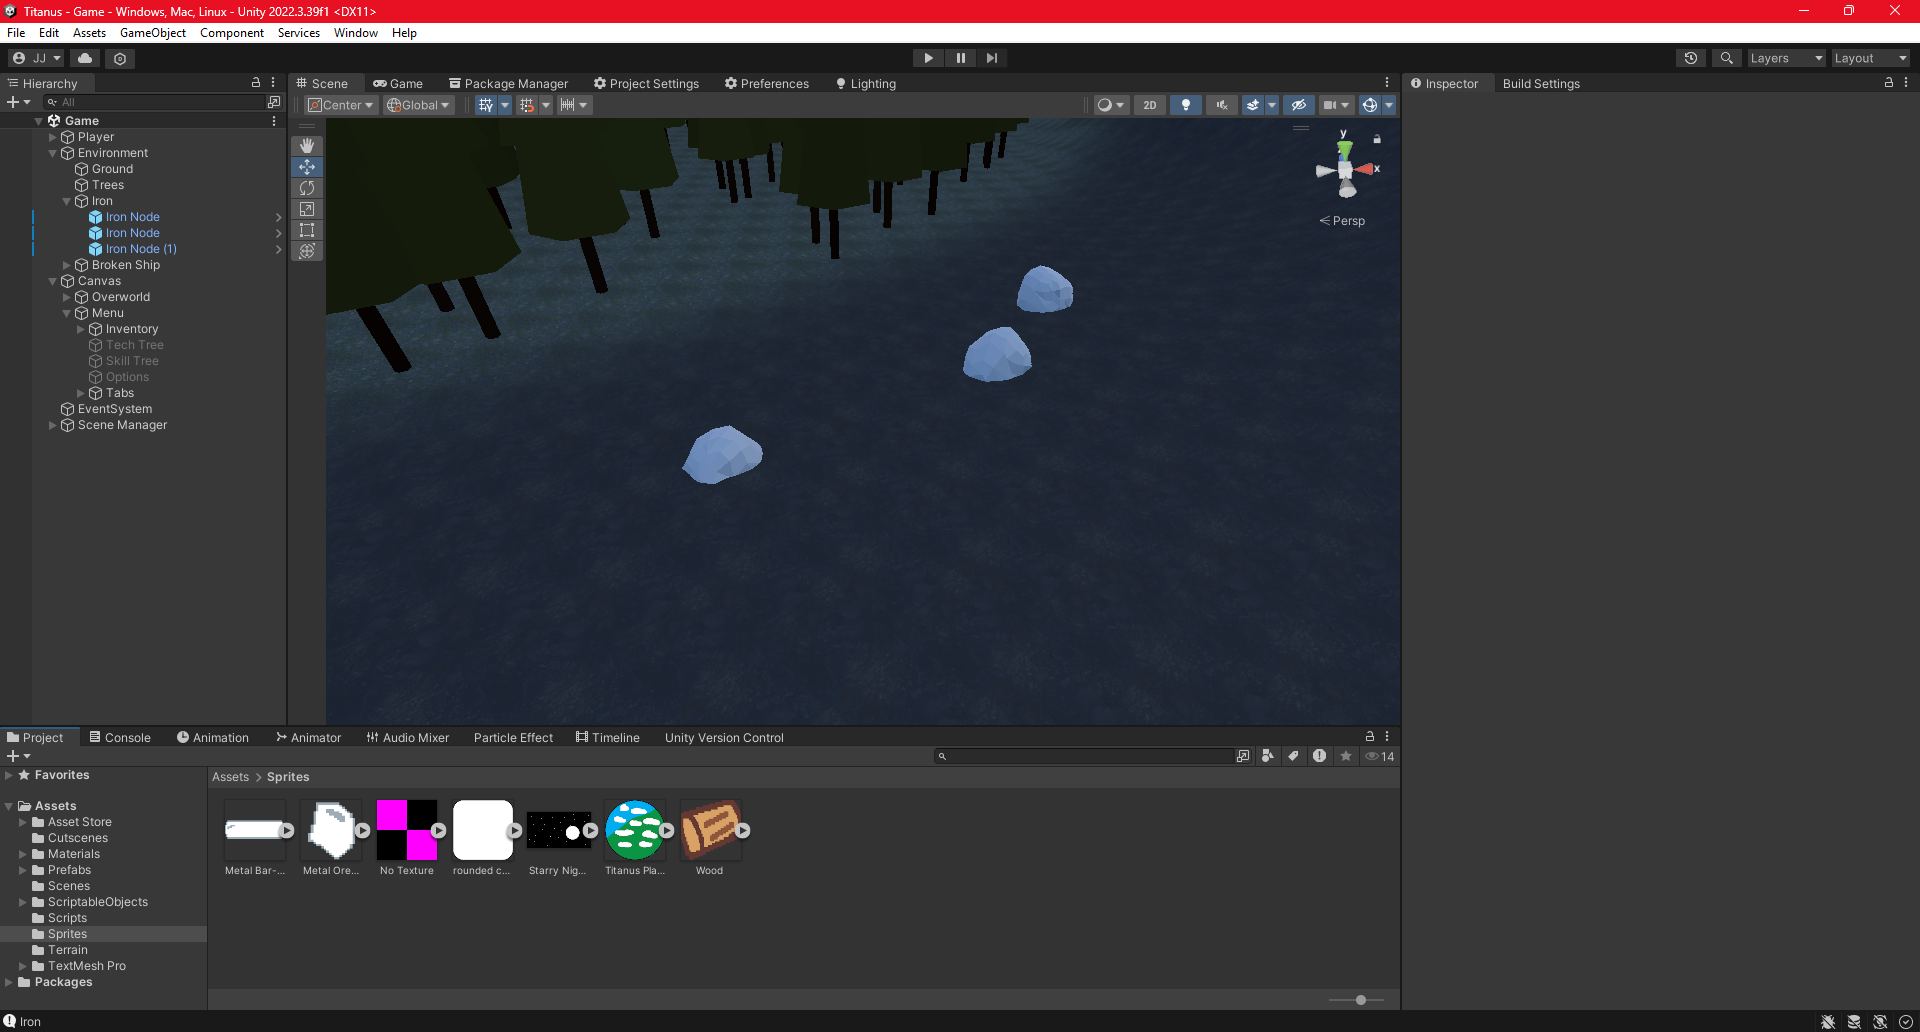 Titanus - Game - Windows, Mac, Linux - Unity 2022.3.39f1 <DX11>
File Edit Assets GameObject Component Services Window Help
JJ
Layers Layout
Hierarchy
All
Game
Player
Environment
Ground
Trees
Iron
Iron Node
Iron Node
Iron Node (1)
Broken Ship
Canvas
Overworld
Menu
Inventory
Tech Tree
Skill Tree
Options
Tabs
EventSystem
Scene Manager
Scene Game Package Manager Project Settings Preferences Lighting
Center Global 2D
y
x
Persp
Inspector Build Settings
Project Console Animation Animator Audio Mixer Particle Effect Timeline Unity Version Control
14
Favorites
Assets
Asset Store
Cutscenes
Materials
Prefabs
Scenes
ScriptableObjects
Scripts
Sprites
Terrain
TextMesh Pro
Packages
Assets > Sprites
Metal Bar-... Metal Ore... No Texture rounded c... Starry Nig... Titanus Pla... Wood
Iron